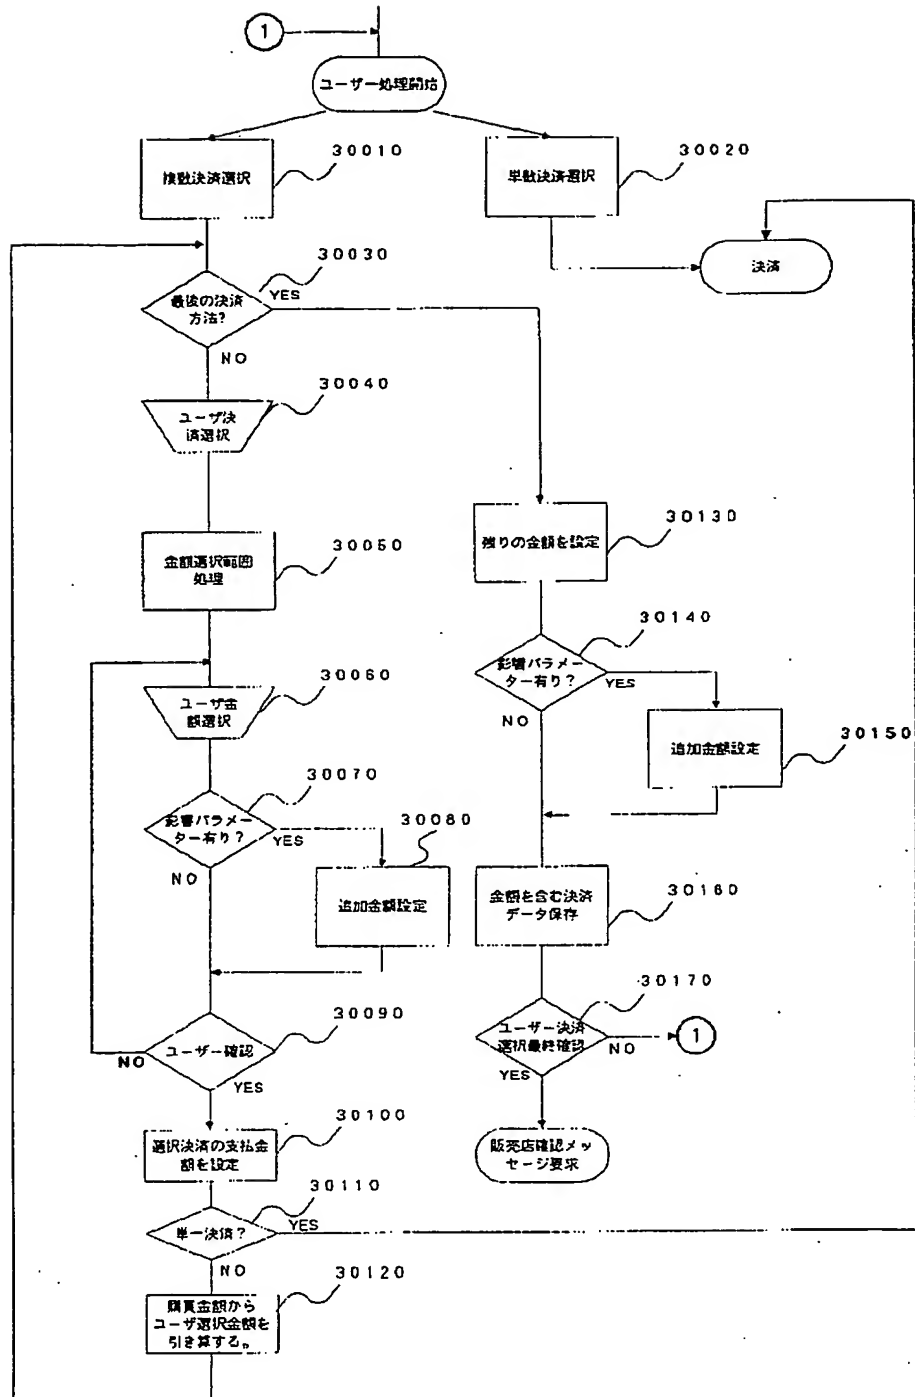 1
ユーザー処理開始
30010
複数決済選択
30020
単数決済選択
決済
30030
最後の決済
方法?
YES
NO
30040
ユーザ決
済選択
30050
金額選択範囲
処理
30060
ユーザ金
額選択
30070
影響パラメ-
ター有り?
YES
NO
30080
追加金額設定
30090
ユーザー確認
NO
YES
30100
選択決済の支払金
額を設定
30110
単一決済?
YES
NO
30120
購買金額から
ユーザ選択金額を
引き算する。
30130
残りの金額を設定
30140
影響パラメ-
ター有り?
YES
NO
30150
追加金額設定
30160
金額を含む決済
データ保存
30170
ユーザー決済
選択最終確認
NO
1
YES
販売店確認メッ
セージ要求